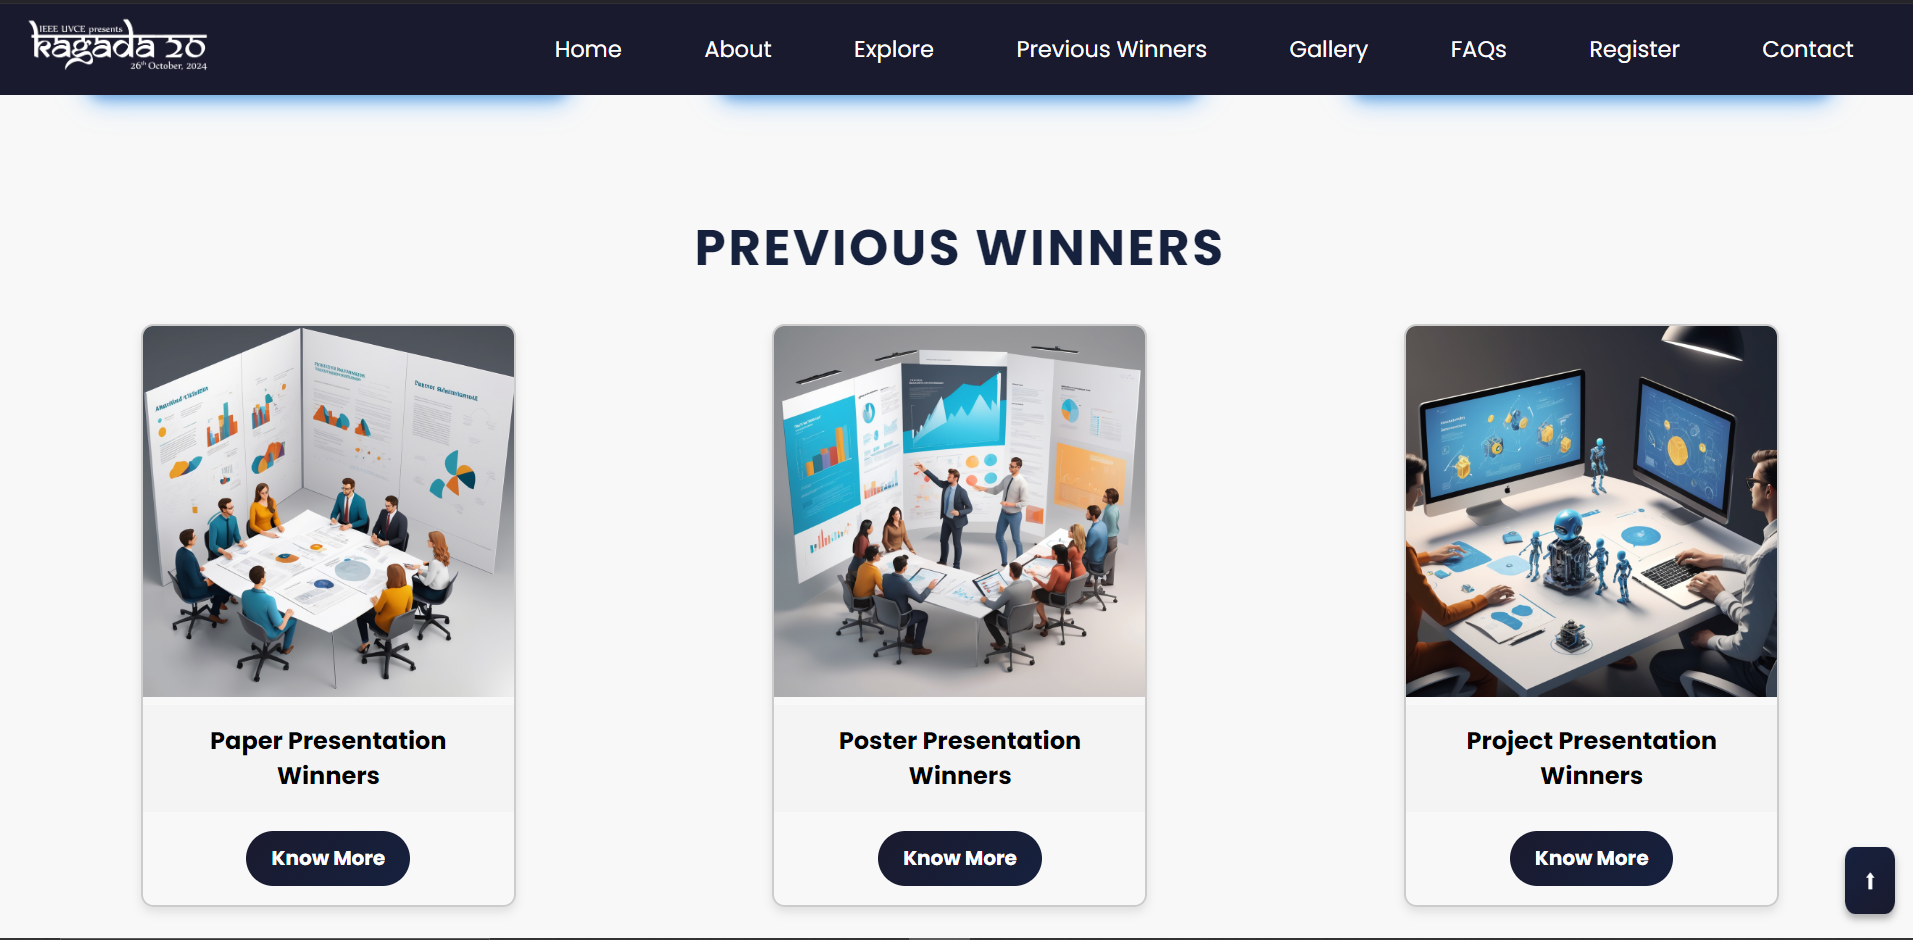 IEEE UVCE presents
kagada 20
26th October, 2024
Home
About
Explore
Previous Winners
Gallery
FAQs
Register
Contact
PREVIOUS WINNERS
Paper Presentation
Winners
Know More
Poster Presentation
Winners
Know More
Project Presentation
Winners
Know More